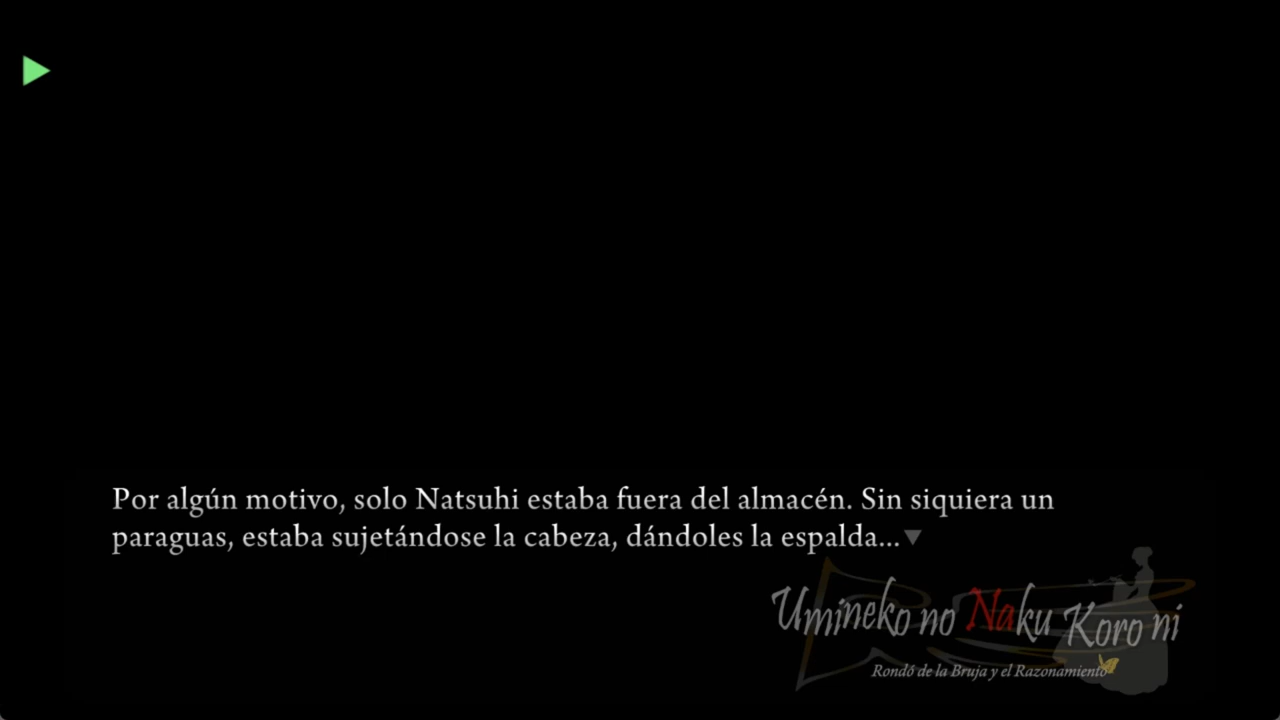 Por algún motivo, solo Natsuhi estaba fuera del almacén. Sin siquiera un
paraguas, estaba sujetándose la cabeza, dándoles la espalda...
Umineko no Naku Koro ni
Rondó de la Bruja y el Razonamiento